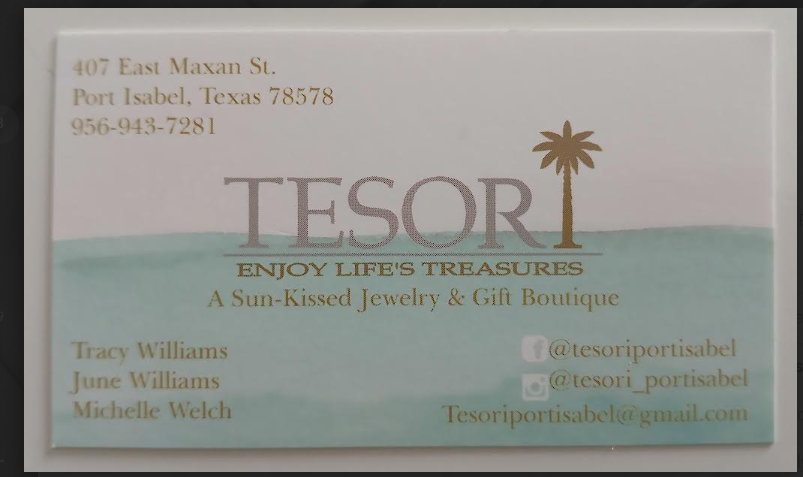 407 East Maxan St.
Port Isabel, Texas 78578
956-943-7281
TESORI
ENJOY LIFE'S TREASURES
A Sun-Kissed Jewelry & Gift Boutique
Tracy Williams
June Williams
Michelle Welch
@tesoriportisabel
@tesori_portisabel
Tesoriportisabel@gmail.com